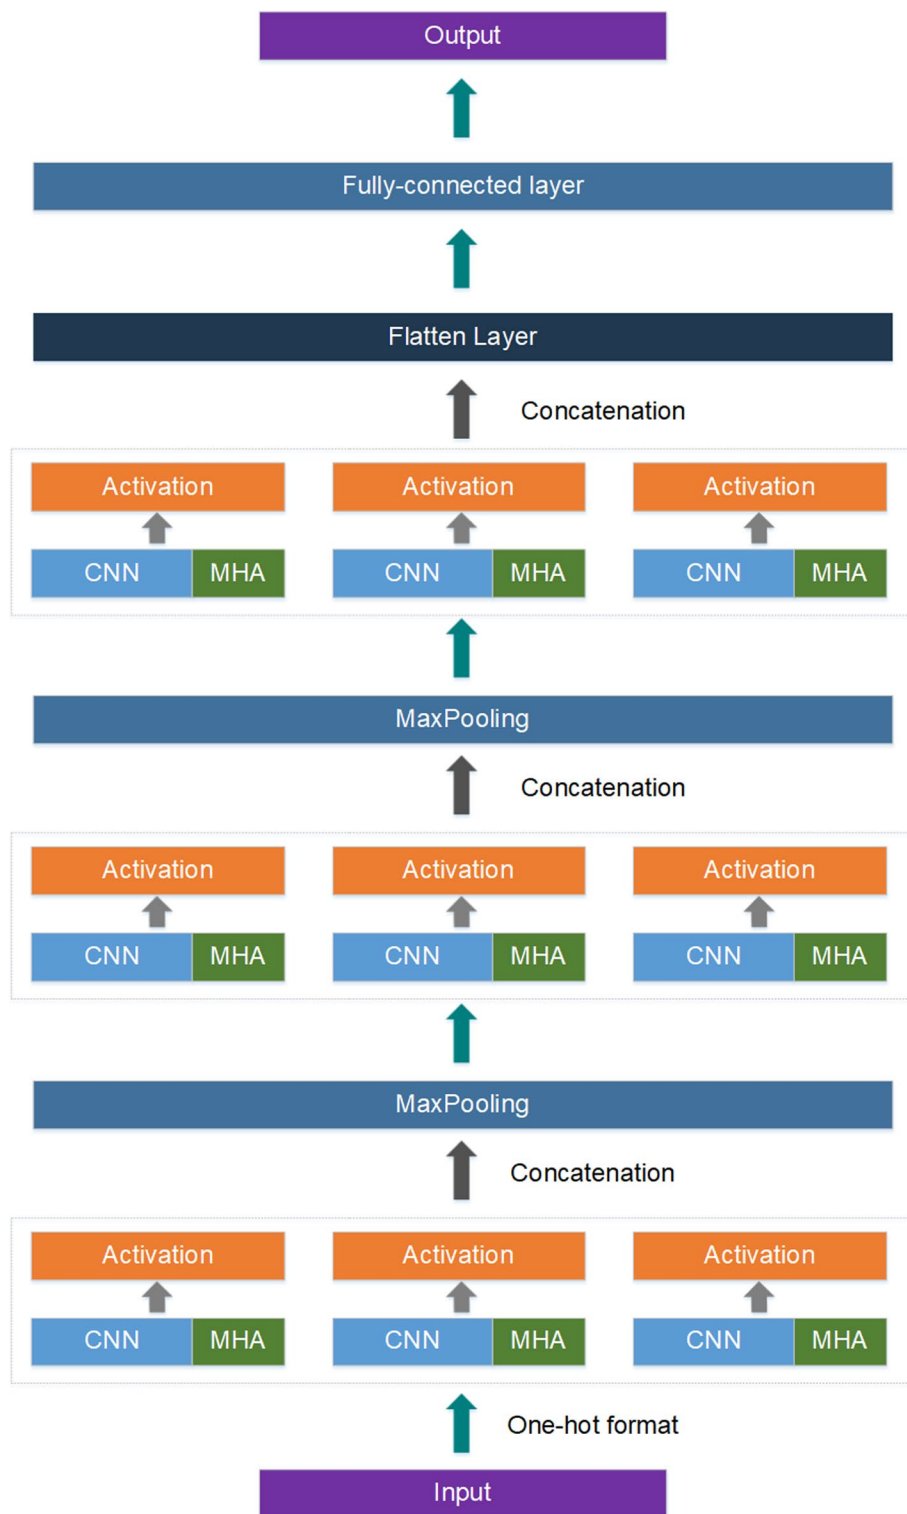 Output
Fully-connected layer
Flatten Layer
Concatenation
Activation Activation Activation
CNN MHA CNN MHA CNN MHA
MaxPooling
Concatenation
Activation Activation Activation
CNN MHA CNN MHA CNN MHA
MaxPooling
Concatenation
Activation Activation Activation
CNN MHA CNN MHA CNN MHA
One-hot format
Input